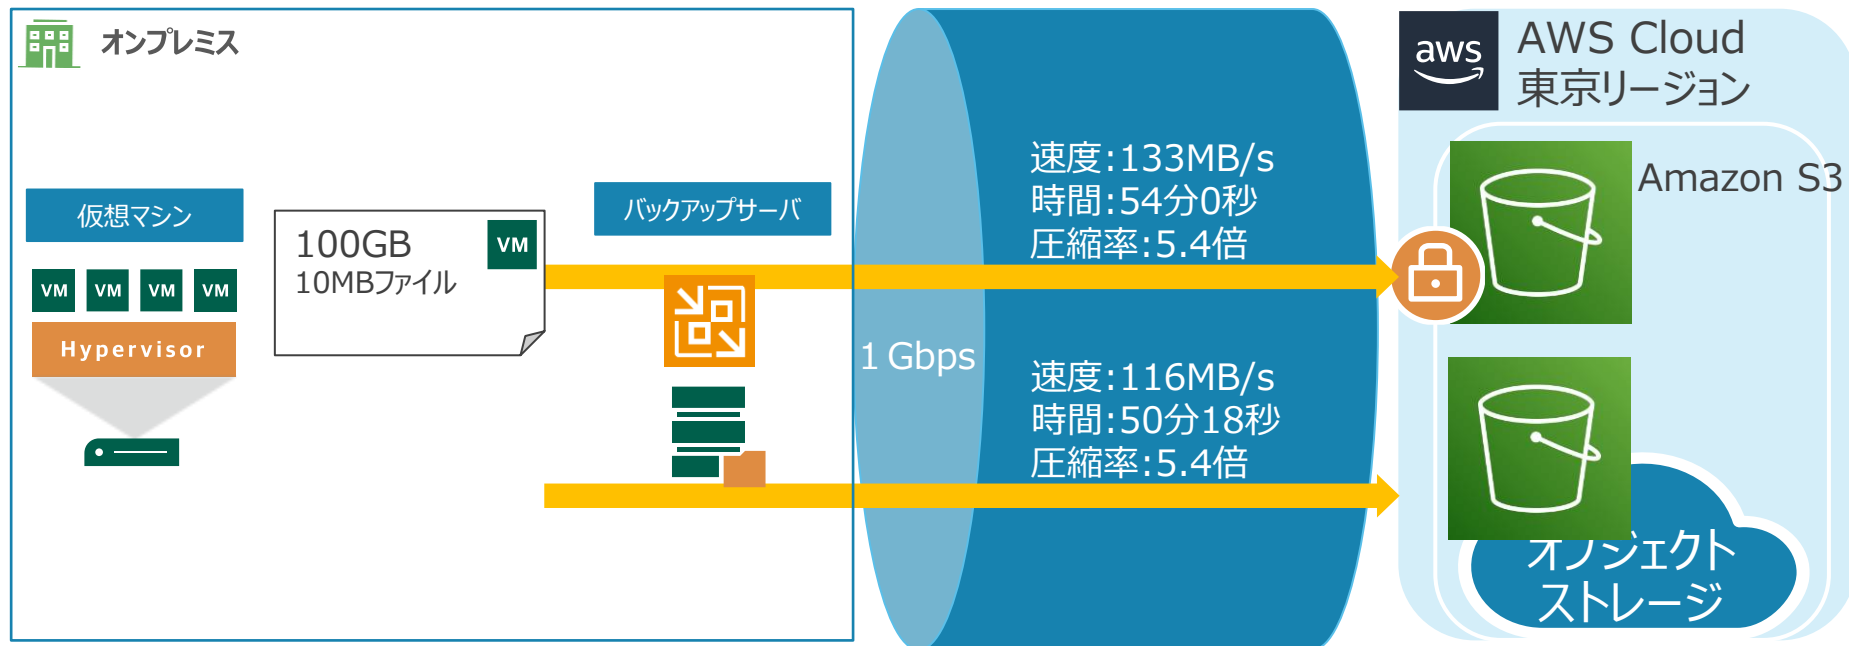 オンプレミス
仮想マシン
VM VM VM VM
Hypervisor
100GB
10MBファイル
VM
バックアップサーバ
1 Gbps
速度:133MB/s
時間:54分0秒
圧縮率:5.4倍
速度:116MB/s
時間:50分18秒
圧縮率:5.4倍
aws
AWS Cloud
東京リージョン
Amazon S3
オブジェクト
ストレージ